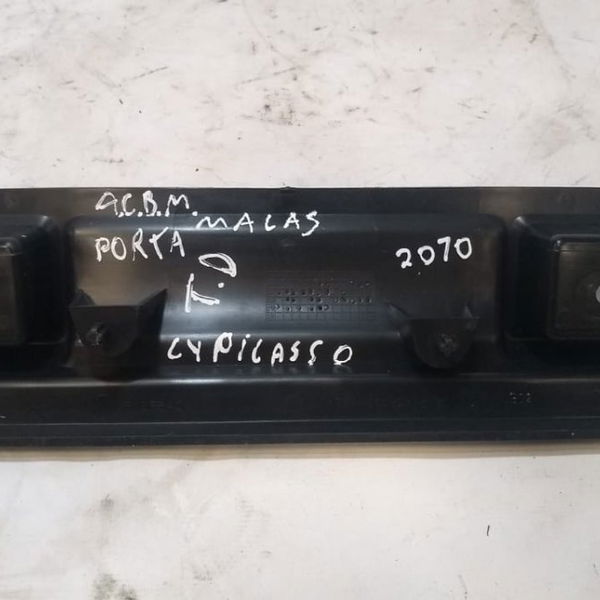 A.C.B.M.
PORTA MALAS
2070
T.D
C4 PICASSO